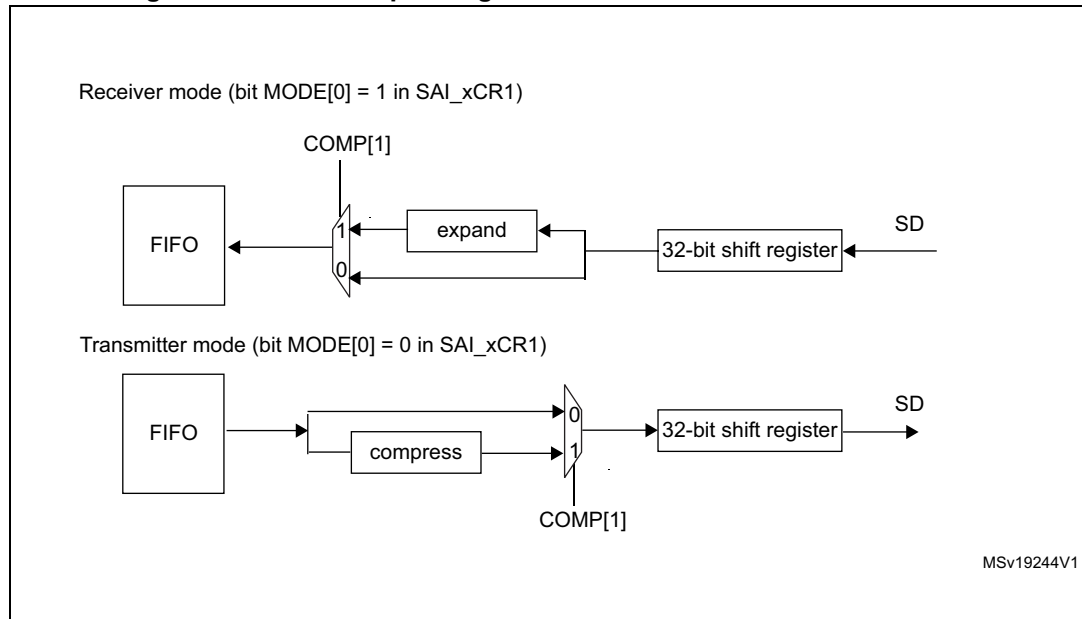 Receiver mode (bit MODE[0] = 1 in SAI_xCR1)
COMP[1]
FIFO
1
0
expand
32-bit shift register
SD
Transmitter mode (bit MODE[0] = 0 in SAI_xCR1)
FIFO
compress
0
1
32-bit shift register
SD
COMP[1]
MSv19244V1